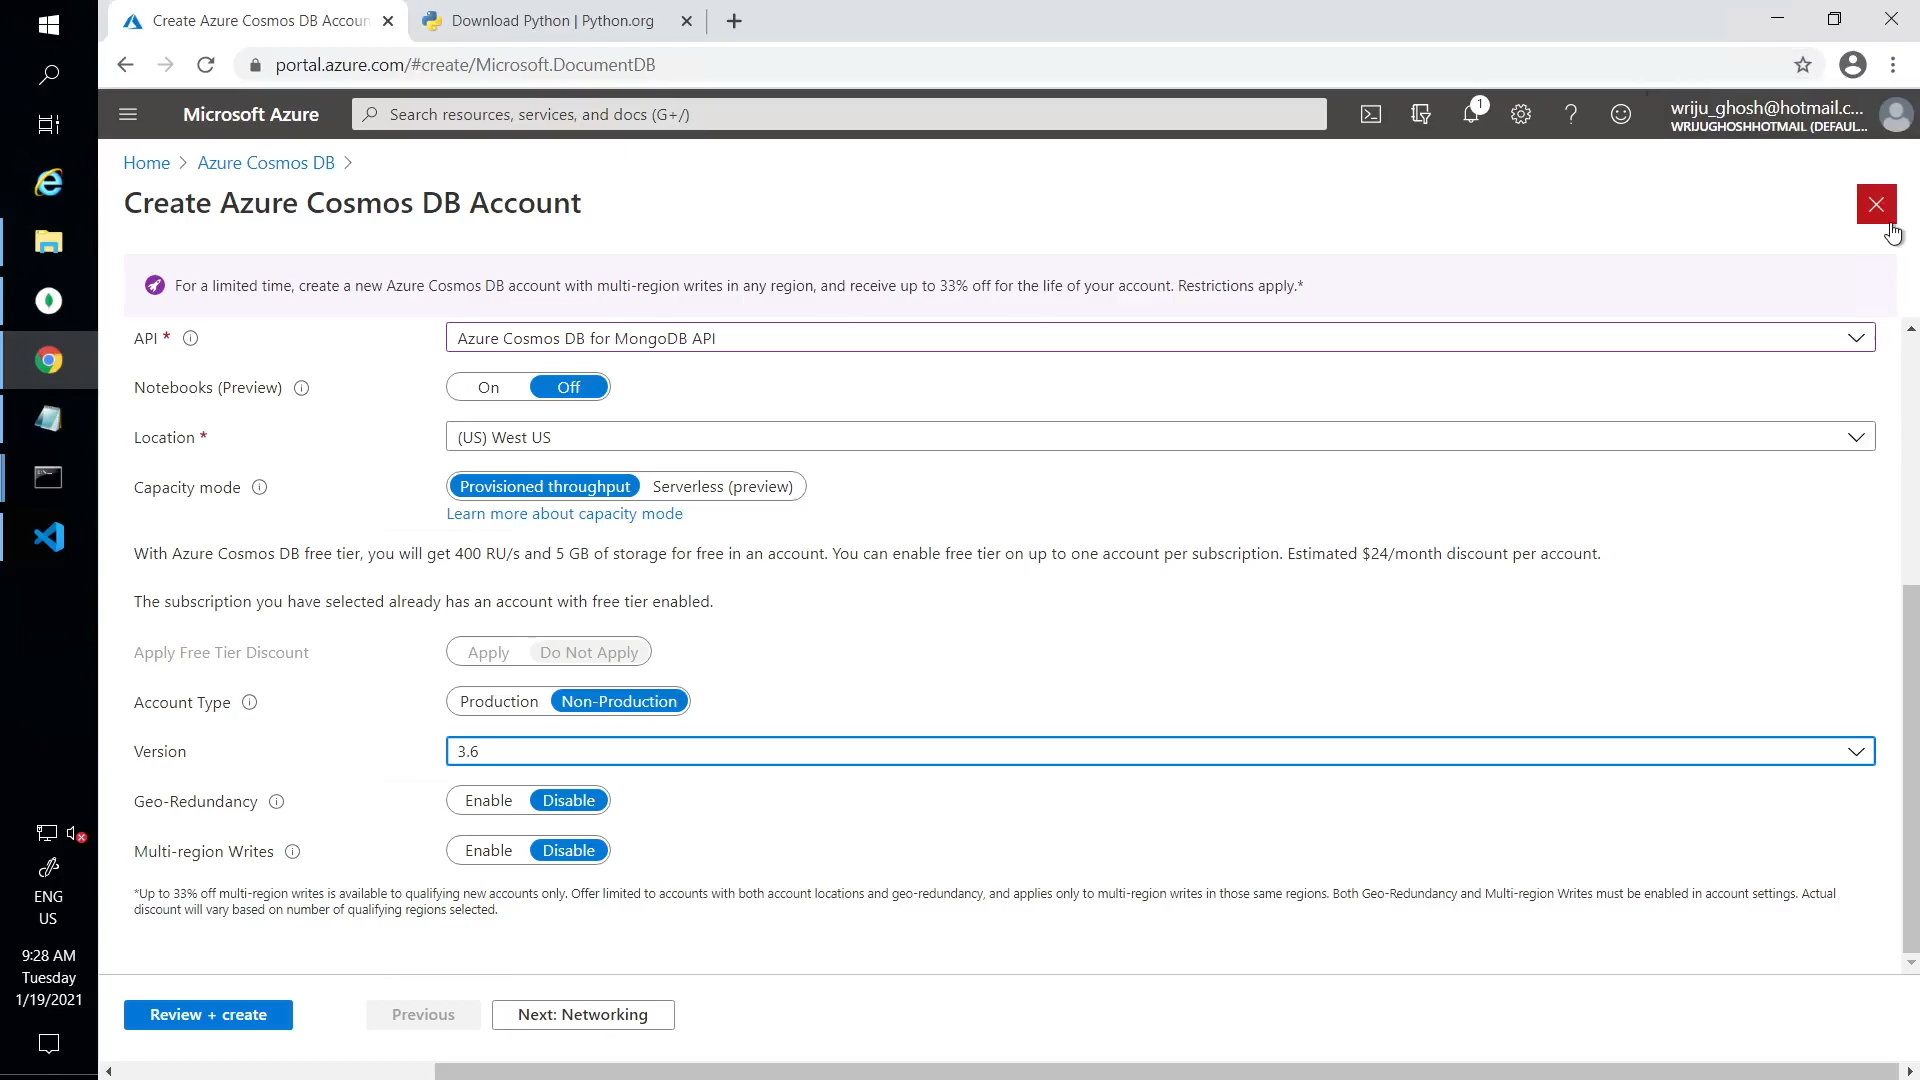 Create Azure Cosmos DB Accoun
Download Python | Python.org
portal.azure.com/#create/Microsoft.DocumentDB
Microsoft Azure
Search resources, services, and docs (G+/)
1
wriju_ghosh@hotmail.c...
WRIJUGHOSHHOTMAIL (DEFAUL...
Home > Azure Cosmos DB >
Create Azure Cosmos DB Account
For a limited time, create a new Azure Cosmos DB account with multi-region writes in any region, and receive up to 33% off for the life of your account. Restrictions apply.*
API *
Azure Cosmos DB for MongoDB API
Notebooks (Preview)
On Off
Location *
(US) West US
Capacity mode
Provisioned throughput Serverless (preview)
Learn more about capacity mode
With Azure Cosmos DB free tier, you will get 400 RU/s and 5 GB of storage for free in an account. You can enable free tier on up to one account per subscription. Estimated $24/month discount per account.
The subscription you have selected already has an account with free tier enabled.
Apply Free Tier Discount
Apply Do Not Apply
Account Type
Production Non-Production
Version
3.6
Geo-Redundancy
Enable Disable
Multi-region Writes
Enable Disable
*Up to 33% off multi-region writes is available to qualifying new accounts only. Offer limited to accounts with both account locations and geo-redundancy, and applies only to multi-region writes in those same regions. Both Geo-Redundancy and Multi-region Writes must be enabled in account settings. Actual
discount will vary based on number of qualifying regions selected.
Review + create
Previous
Next: Networking
ENG
US
9:28 AM
Tuesday
1/19/2021